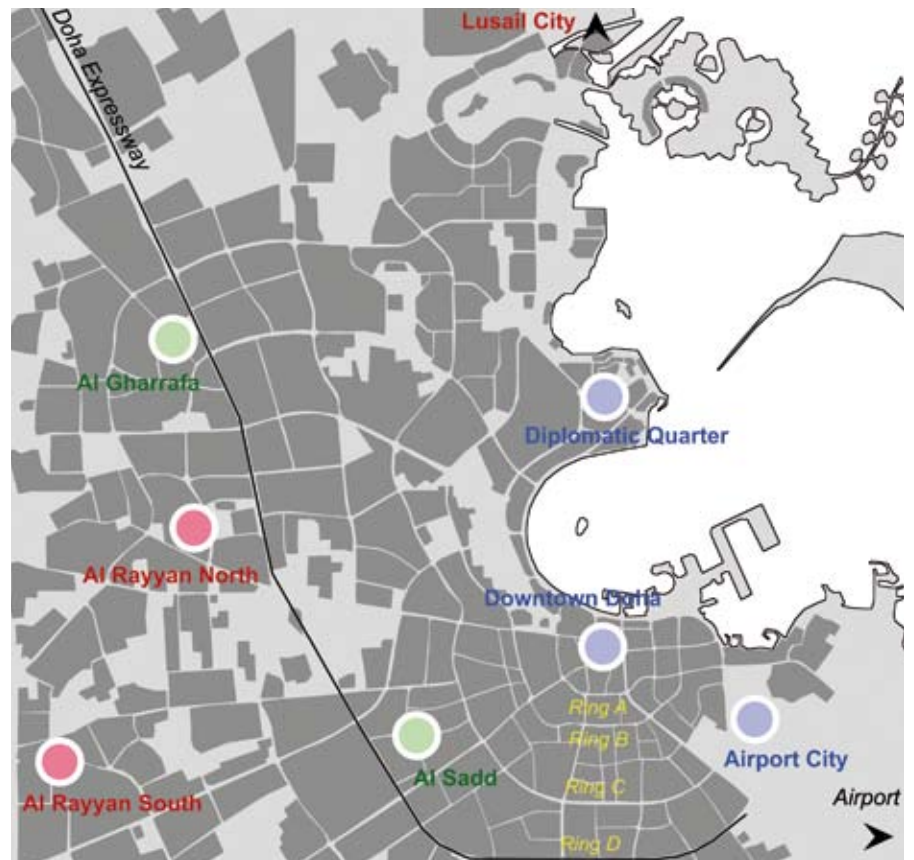 Lusail City
Doha Expressway
Al Gharrafa
Diplomatic Quarter
Al Rayyan North
Downtown Doha
Ring A
Ring B
Airport City
Al Sadd
Al Rayyan South
Ring C
Airport
Ring D